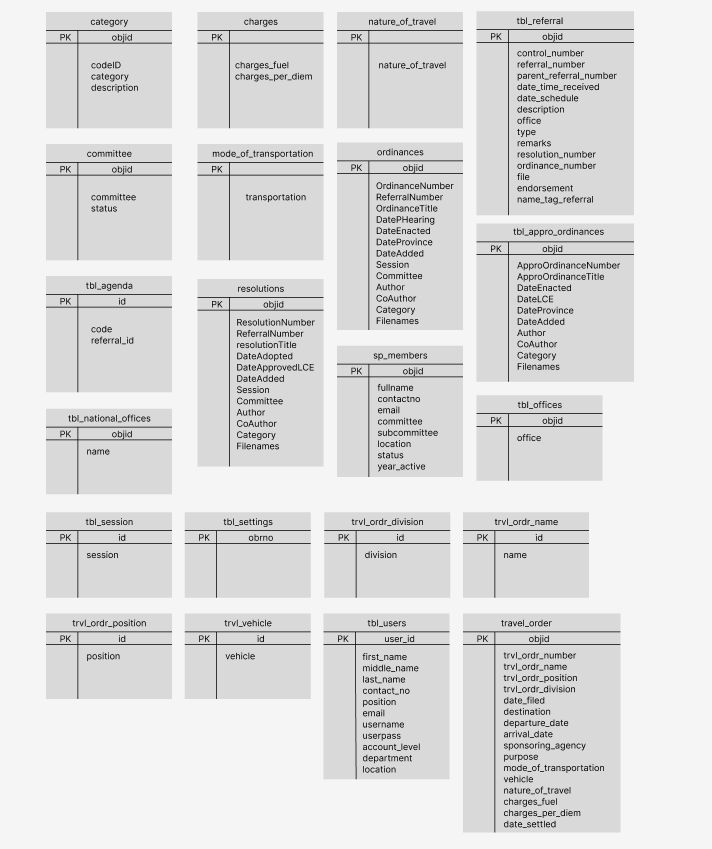 category
PK objid
codeID
category
description
charges
PK
charges_fuel
charges_per_diem
nature_of_travel
PK
nature_of_travel
tbl_referral
PK objid
control_number
referral_number
parent_referral_number
date_time_received
date_schedule
description
office
type
remarks
resolution_number
ordinance_number
file
endorsement
name_tag_referral
committee
PK objid
committee
status
mode_of_transportation
PK
transportation
ordinances
PK objid
OrdinanceNumber
ReferralNumber
OrdinanceTitle
DatePHearing
DateEnacted
DateProvince
DateAdded
Session
Committee
Author
CoAuthor
Category
Filenames
tbl_appro_ordinances
PK objid
ApproOrdinanceNumber
ApproOrdinanceTitle
DateEnacted
DateLCE
DateProvince
DateAdded
Author
CoAuthor
Category
Filenames
tbl_agenda
PK id
code
referral_id
resolutions
PK objid
ResolutionNumber
ReferralNumber
resolutionTitle
DateAdopted
DateApprovedLCE
DateAdded
Session
Committee
Author
CoAuthor
Category
Filenames
sp_members
PK objid
fullname
contactno
email
committee
subcommittee
location
status
year_active
tbl_offices
PK objid
office
tbl_national_offices
PK objid
name
tbl_session
PK id
session
tbl_settings
PK obrno
trvl_ordr_division
PK id
division
trvl_ordr_name
PK id
name
trvl_ordr_position
PK id
position
trvl_vehicle
PK id
vehicle
tbl_users
PK user_id
first_name
middle_name
last_name
contact_no
position
email
username
userpass
account_level
department
location
travel_order
PK objid
trvl_ordr_number
trvl_ordr_name
trvl_ordr_position
trvl_ordr_division
date_filed
destination
departure_date
arrival_date
sponsoring_agency
purpose
mode_of_transportation
vehicle
nature_of_travel
charges_fuel
charges_per_diem
date_settled